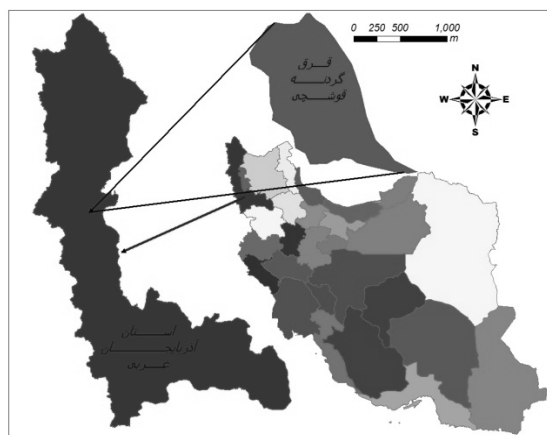 0 250 500 1,000
m
قرق
گردنه
قوشچی
N
W E
S
استان
آذربایجان
غربی